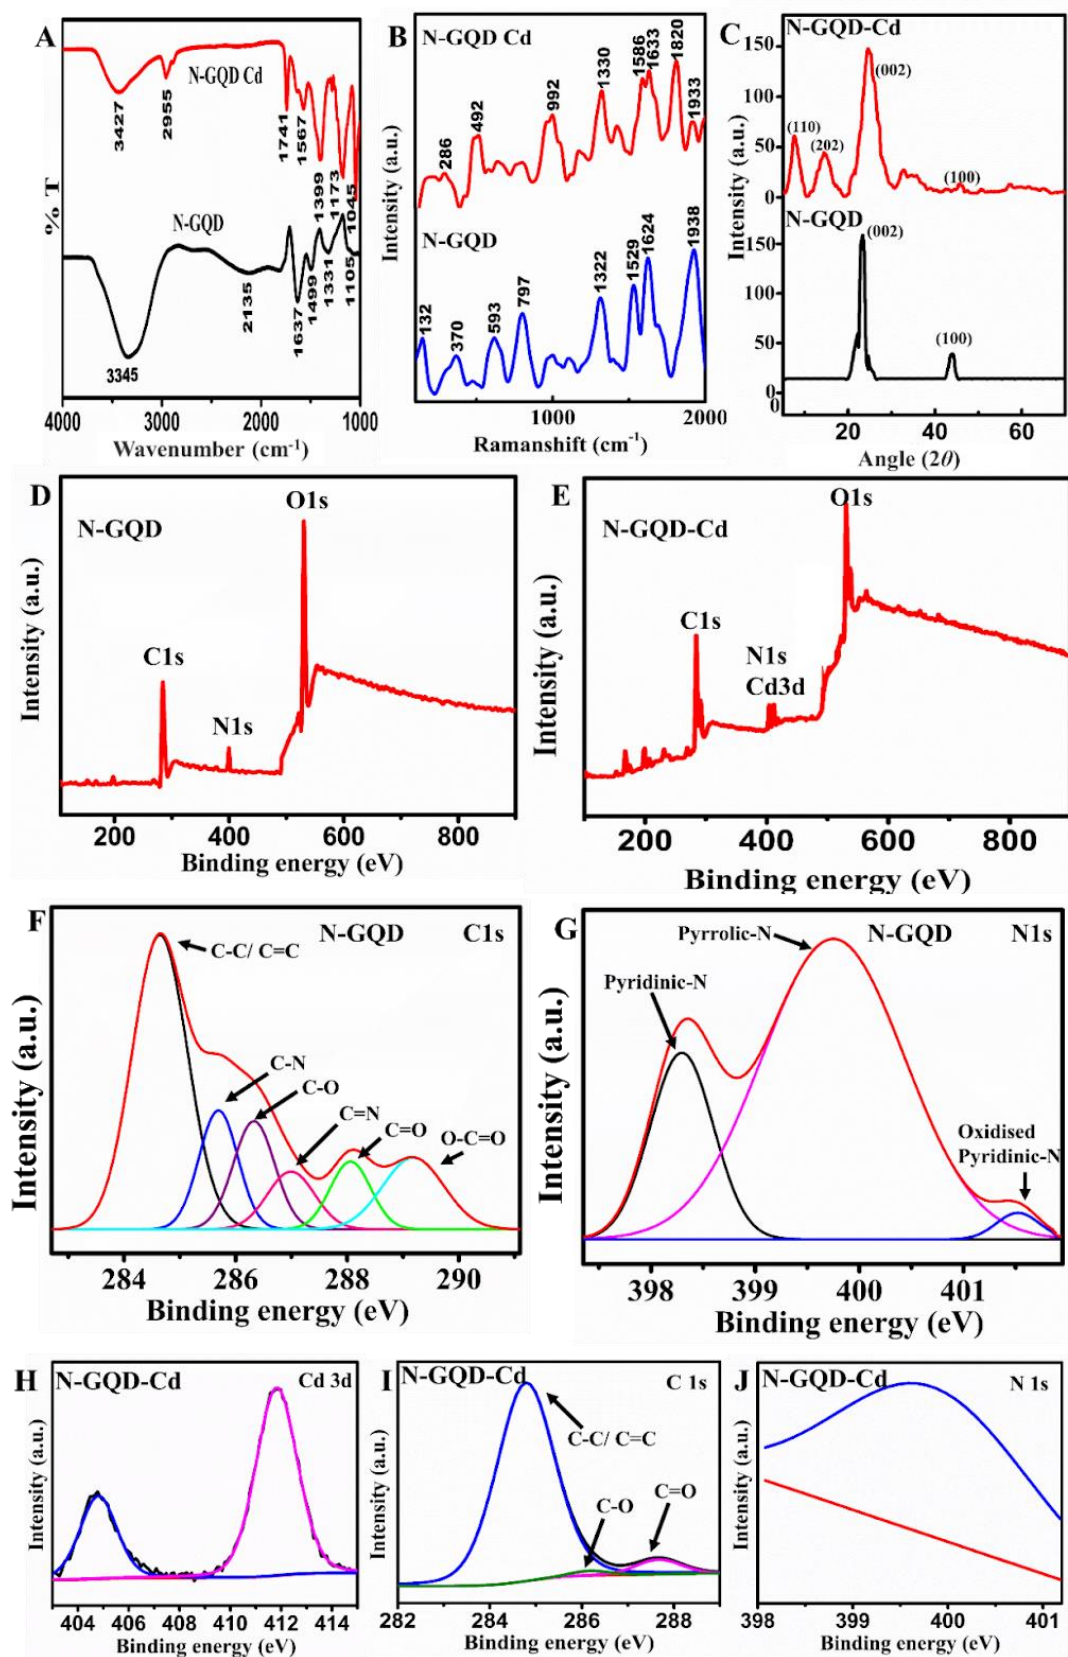 A
N-GQD Cd
3427
2955
1741
1567
1399
1173
1045
% T
N-GQD
3345
2135
1637
1499
1331
1105
4000 3000 2000 1000
Wavenumber (cm⁻¹)
B
N-GQD Cd
286
492
992
1330
1586
1633
1820
1933
Intensity (a.u.)
N-GQD
132
370
593
797
1322
1529
1624
1938
1000 2000
Ramanshift (cm⁻¹)
C
N-GQD-Cd
150
100
50
0
(110)
(202)
(002)
(100)
Intensity (a.u.)
N-GQD
150
100
50
0
0
(002)
(100)
20 40 60
Angle (2θ)
D
N-GQD
O1s
C1s
N1s
Intensity (a.u.)
200 400 600 800
Binding energy (eV)
E
N-GQD-Cd
O1s
C1s
N1s
Cd3d
Intensity (a.u.)
200 400 600 800
Binding energy (eV)
F
N-GQD C1s
C-C/ C=C
C-N
C-O
C=N
C=O
O-C=O
Intensity (a.u.)
284 286 288 290
Binding energy (eV)
G
Pyrrolic-N
N-GQD N1s
Pyridinic-N
Oxidised
Pyridinic-N
Intensity (a.u.)
398 399 400 401
Binding energy (eV)
H
N-GQD-Cd Cd 3d
Intensity (a.u.)
404 406 408 410 412 414
Binding energy (eV)
I
N-GQD-Cd C 1s
C-C/ C=C
C-O
C=O
Intensity (a.u.)
282 284 286 288
Binding energy (eV)
J
N-GQD-Cd N 1s
Intensity (a.u.)
398 399 400 401
Binding energy (eV)